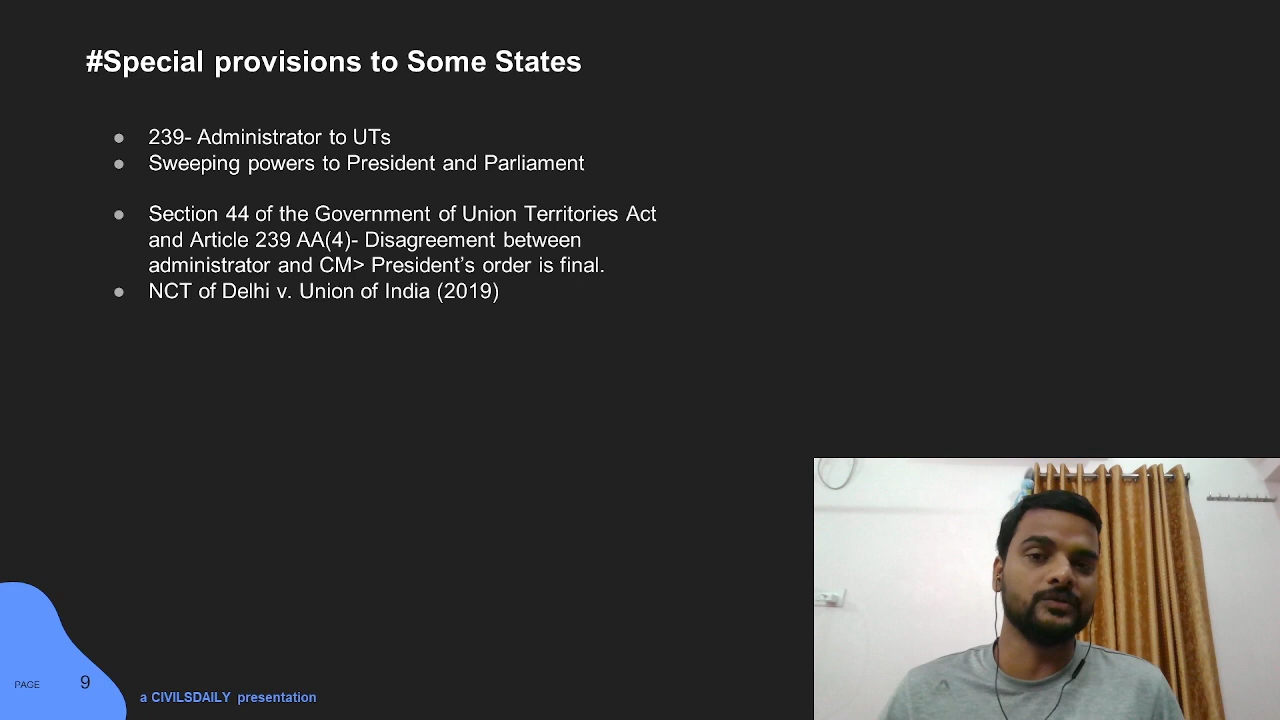 #Special provisions to Some States
239- Administrator to UTs
Sweeping powers to President and Parliament
Section 44 of the Government of Union Territories Act
and Article 239 AA(4)- Disagreement between
administrator and CM> President’s order is final.
NCT of Delhi v. Union of India (2019)
PAGE 9
a CIVILSDAILY presentation